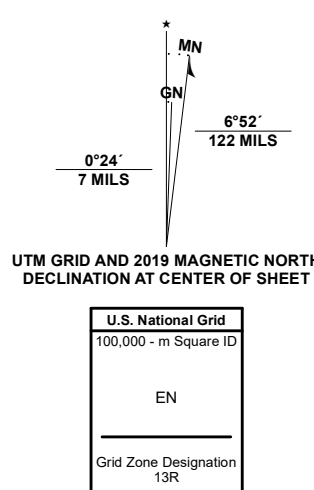 ★
MN
GN
6°52´
122 MILS
0°24´
7 MILS
UTM GRID AND 2019 MAGNETIC NORTH
DECLINATION AT CENTER OF SHEET
U.S. National Grid
100,000 - m Square ID
EN
Grid Zone Designation
13R